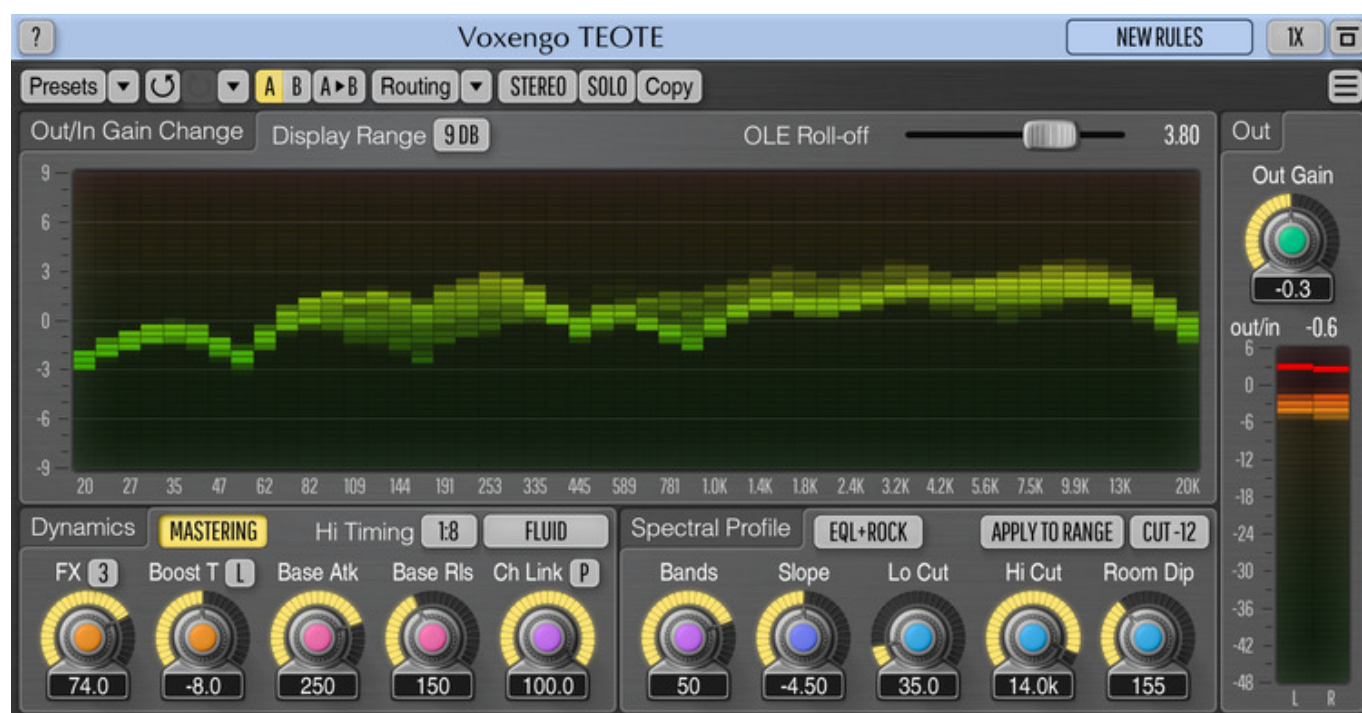 ? Voxengo TEOTE NEW RULES 1X
Presets A B A▸B Routing STEREO SOLO Copy
Out/In Gain Change Display Range 9 DB OLE Roll-off 3.80 Out
Out Gain
-0.3
out/in -0.6
9
6
3
0
-3
-6
-9
20 27 35 47 62 82 109 144 191 253 335 445 589 781 1.0K 1.4K 1.8K 2.4K 3.2K 4.2K 5.6K 7.5K 9.9K 13K 20K
6
0
-6
-12
-18
-24
-30
-36
-42
-48
L R
Dynamics MASTERING Hi Timing 1:8 FLUID
FX 3 Boost T L Base Atk Base Rls Ch Link P
74.0 -8.0 250 150 100.0
Spectral Profile EQL+ROCK APPLY TO RANGE CUT -12
Bands Slope Lo Cut Hi Cut Room Dip
50 -4.50 35.0 14.0k 155